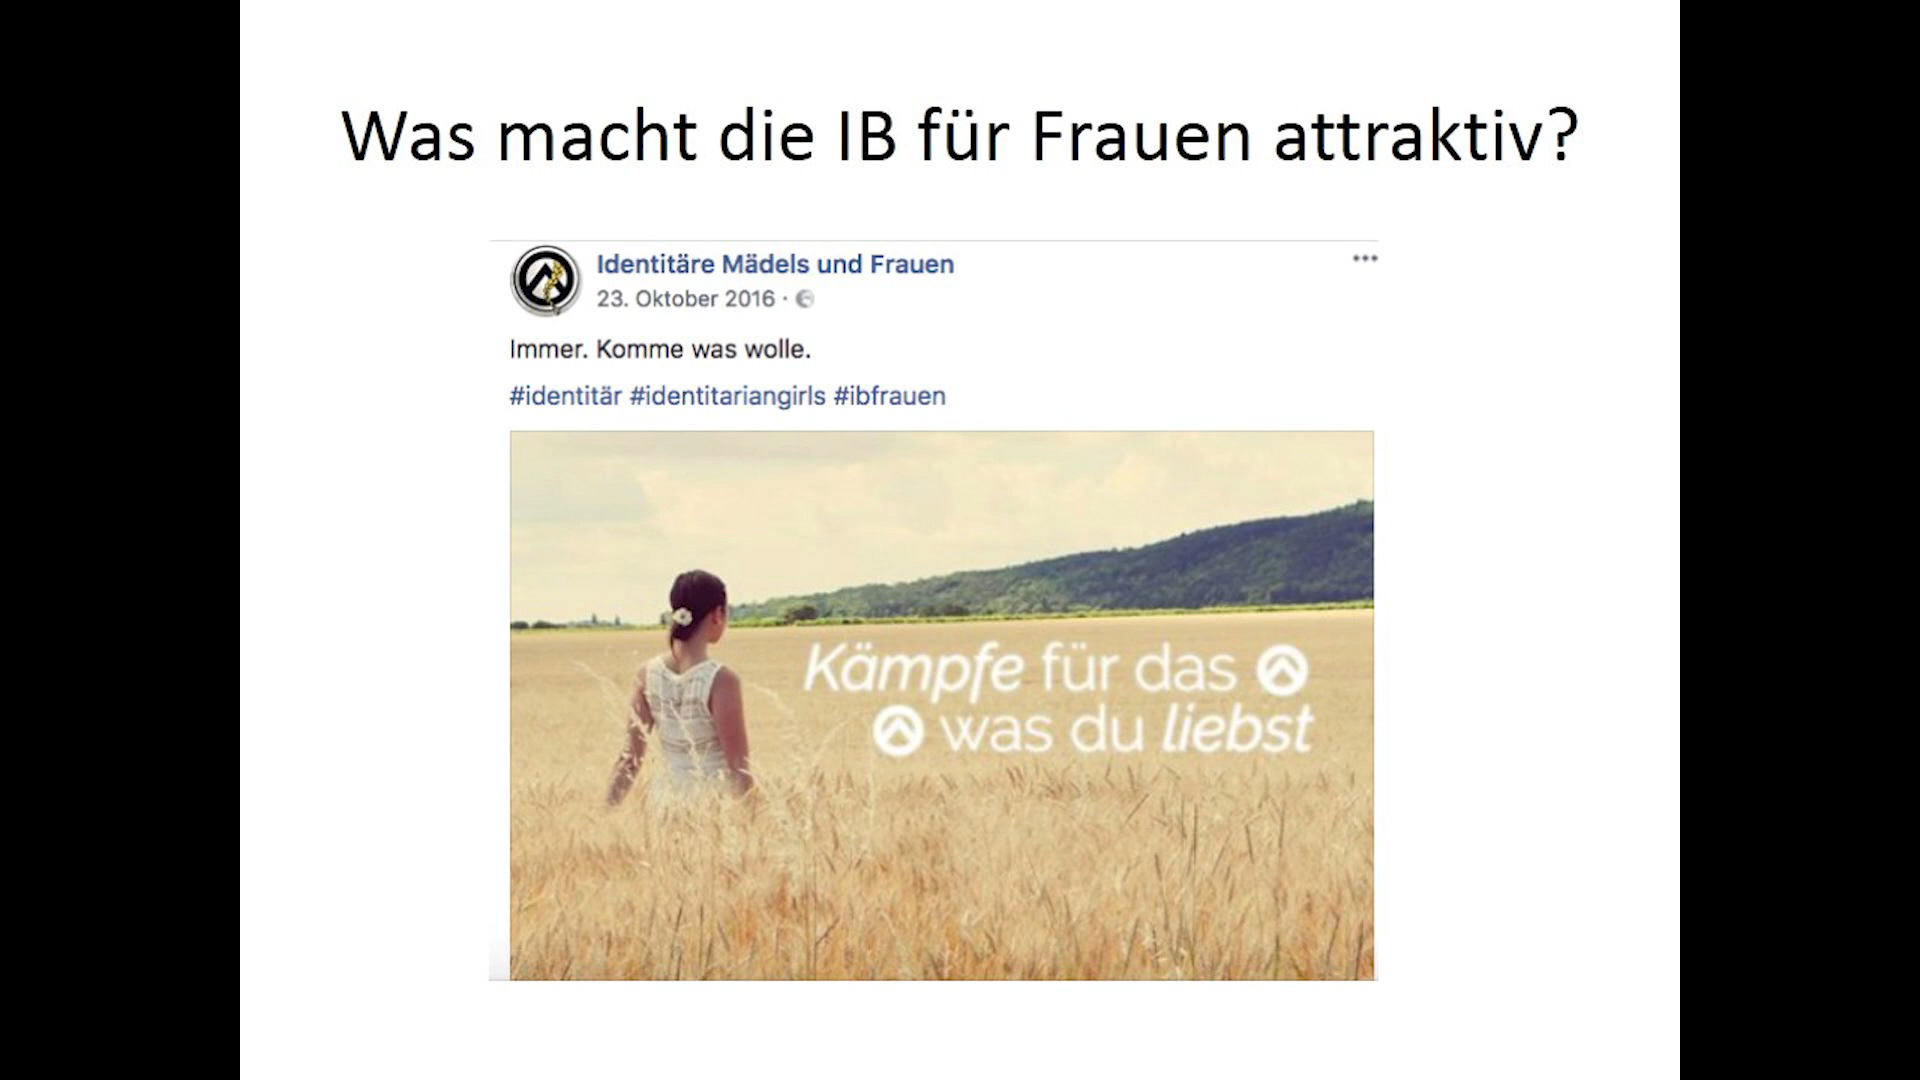 Was macht die IB für Frauen attraktiv?
Identitäre Mädels und Frauen
23. Oktober 2016 ·
Immer. Komme was wolle.
#identitär #identitariangirls #ibfrauen
Kämpfe für das
was du liebst